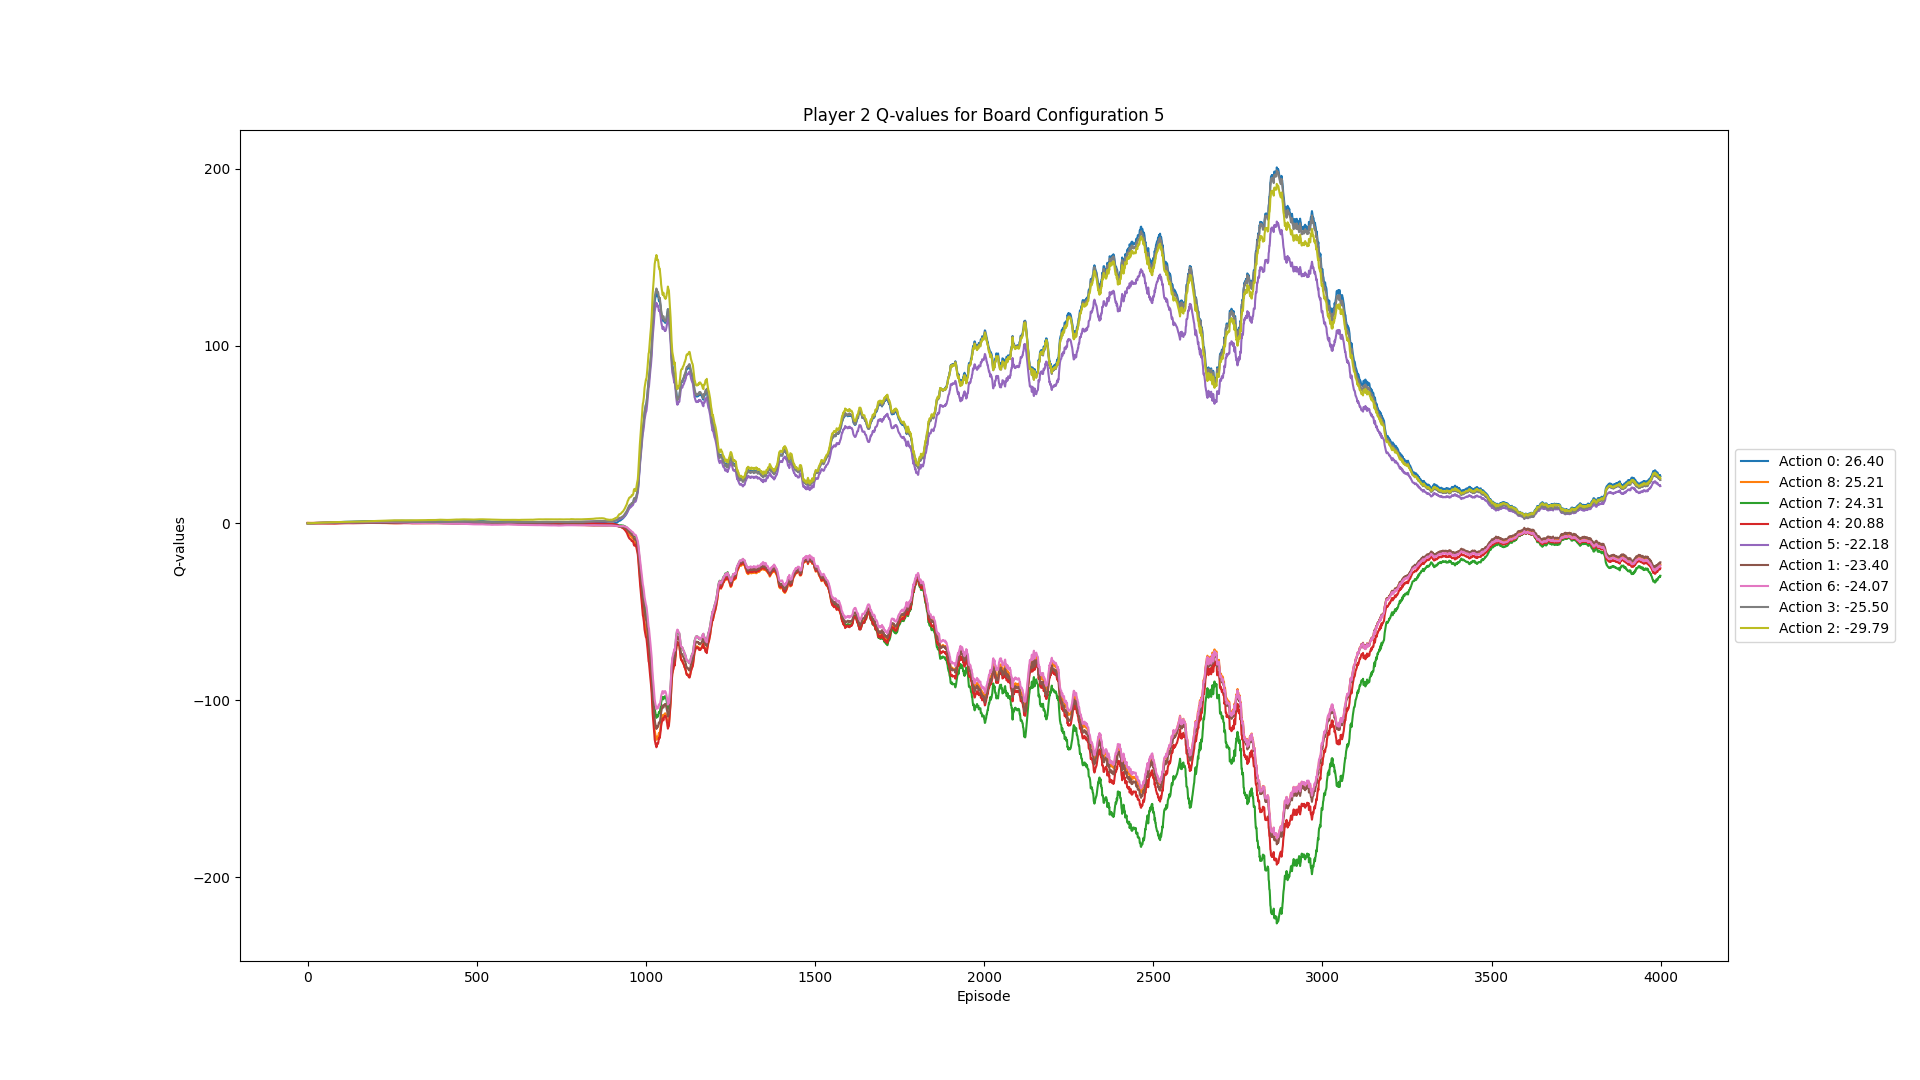 Player 2 Q-values for Board Configuration 5
200
100
0
−100
−200
Q-values
0
500
1000
1500
2000
2500
3000
3500
4000
Episode
Action 0: 26.40
Action 8: 25.21
Action 7: 24.31
Action 4: 20.88
Action 5: -22.18
Action 1: -23.40
Action 6: -24.07
Action 3: -25.50
Action 2: -29.79